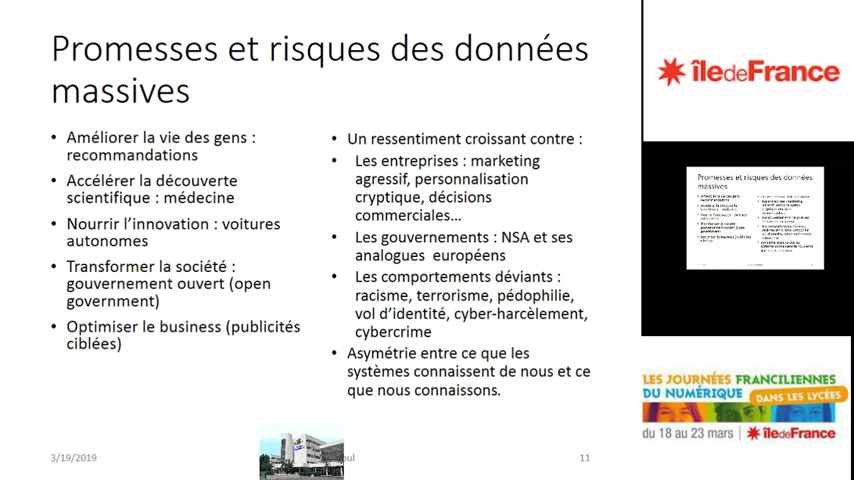 Promesses et risques des données
massives
• Améliorer la vie des gens :
recommandations
• Accélérer la découverte
scientifique : médecine
• Nourrir l’innovation : voitures
autonomes
• Transformer la société :
gouvernement ouvert (open
government)
• Optimiser le business (publicités
ciblées)
• Un ressentiment croissant contre :
• Les entreprises : marketing
agressif, personnalisation
cryptique, décisions
commerciales…
• Les gouvernements : NSA et ses
analogues européens
• Les comportements déviants :
racisme, terrorisme, pédophilie,
vol d’identité, cyber-harcèlement,
cybercrime
• Asymétrie entre ce que les
systèmes connaissent de nous et ce
que nous connaissons.
3/19/2019
11
îledeFrance
Promesses et risques des données
massives
LES JOURNÉES FRANCILIENNES
DU NUMÉRIQUE DANS LES LYCÉES
du 18 au 23 mars | îledeFrance